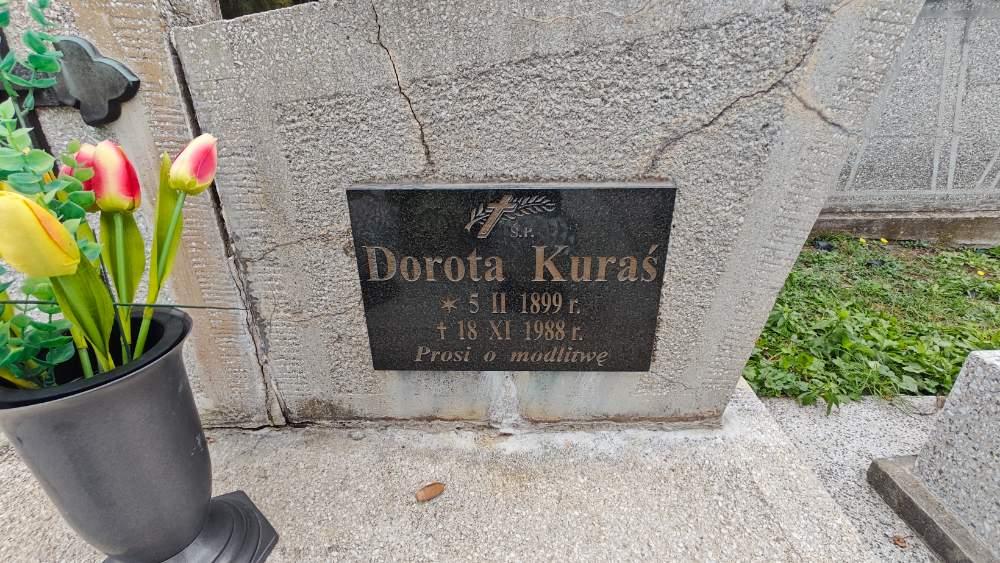 Ś.P.
Dorota Kuraś
✶ 5 II 1899 r.
† 18 XI 1988 r.
Prosi o modlitwę